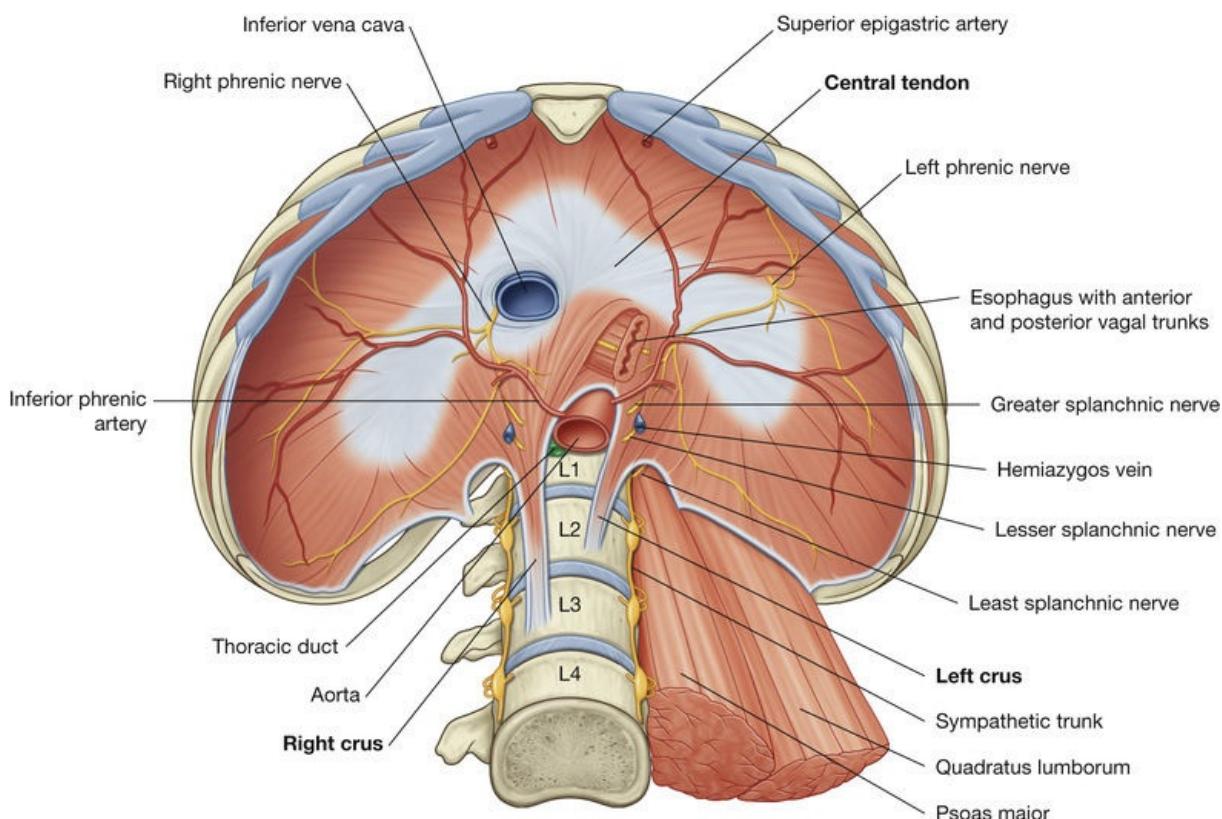 Inferior vena cava
Superior epigastric artery
Right phrenic nerve
Central tendon
Left phrenic nerve
Esophagus with anterior
and posterior vagal trunks
Inferior phrenic
artery
Greater splanchnic nerve
Hemiazygos vein
L1
L2
Lesser splanchnic nerve
L3
Least splanchnic nerve
Thoracic duct
L4
Left crus
Aorta
Sympathetic trunk
Right crus
Quadratus lumborum
Psoas major